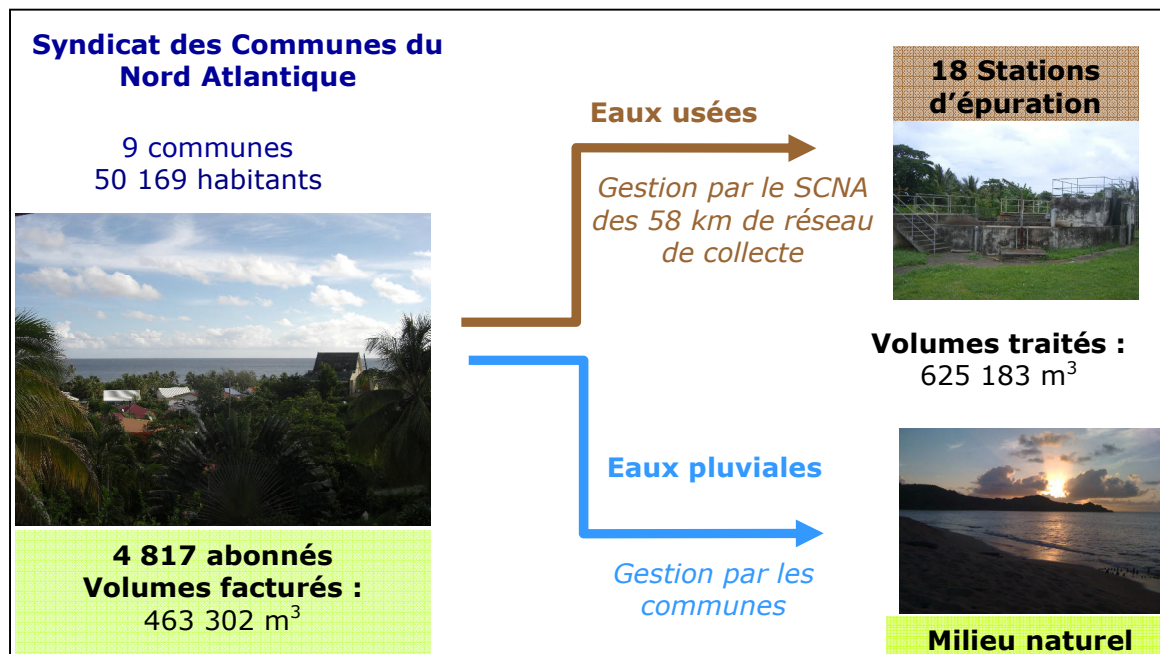 Syndicat des Communes du
Nord Atlantique
9 communes
50 169 habitants
4 817 abonnés
Volumes facturés :
463 302 m³
Eaux usées
Gestion par le SCNA
des 58 km de réseau
de collecte
18 Stations
d’épuration
Volumes traités :
625 183 m³
Eaux pluviales
Gestion par les
communes
Milieu naturel